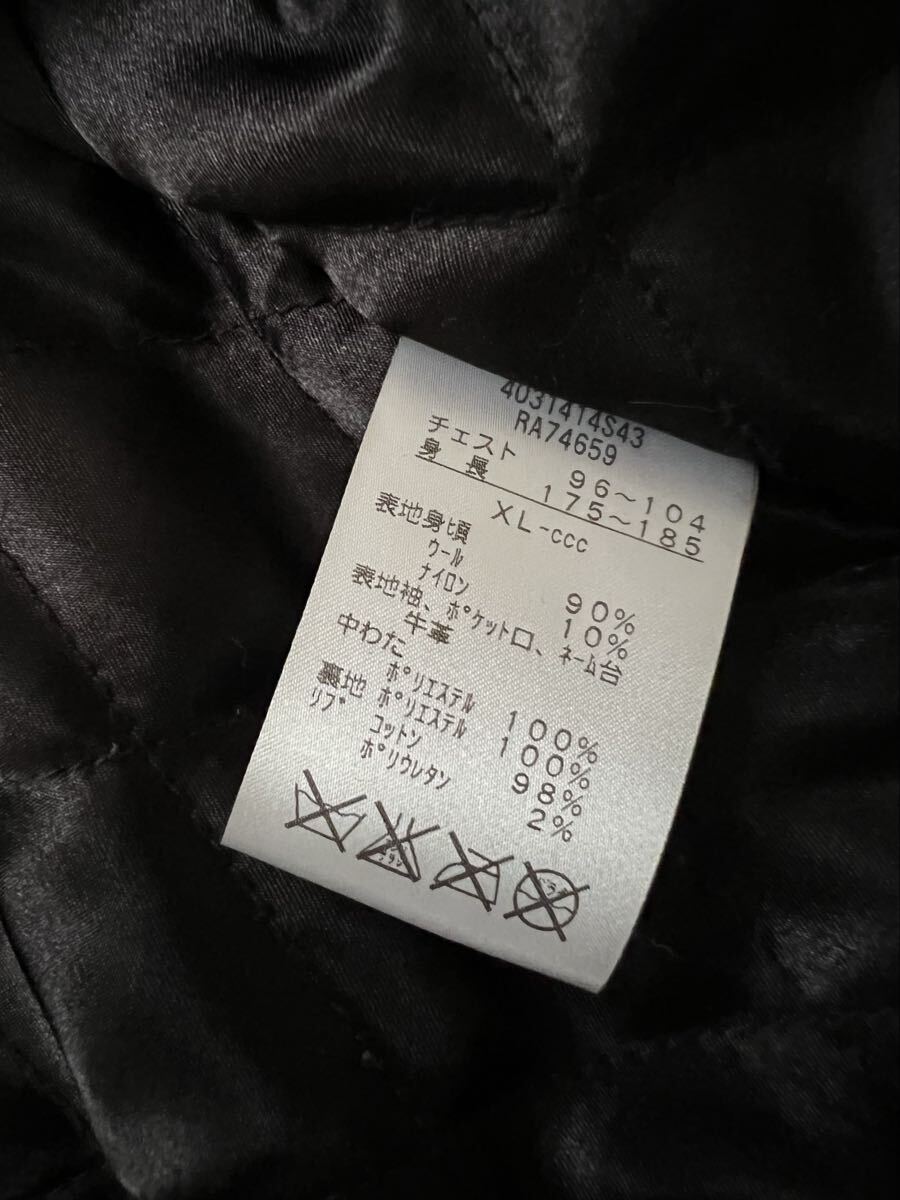 4031414S43
RA74659
チェスト 96～104
身長 175～185
XL-ccc
表地身頃
ウール 90%
ナイロン 10%
表地袖、ポケット口、ネーム台
牛革
中わた
ポリエステル 100%
裏地 ポリエステル 100%
リブ コットン 98%
ポリウレタン 2%